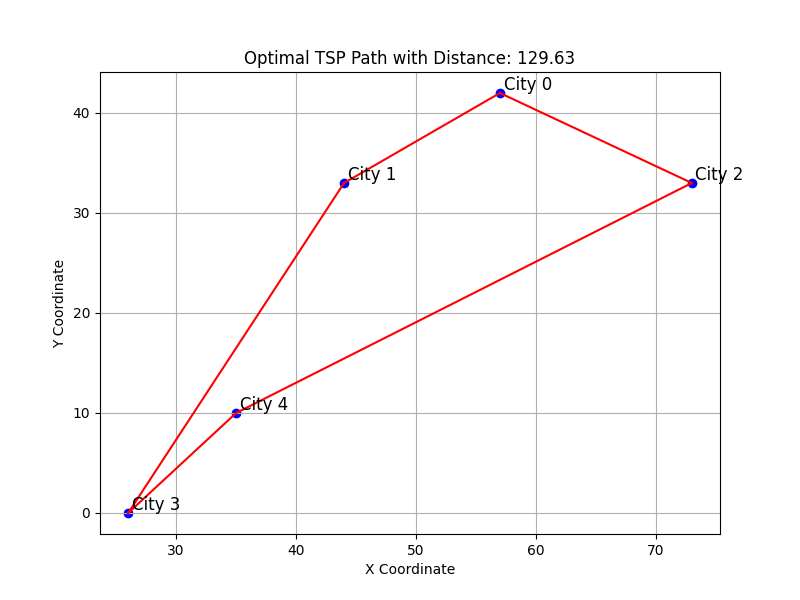 Optimal TSP Path with Distance: 129.63
City 0
City 1
City 2
City 4
City 3
40
30
20
10
0
Y Coordinate
30 40 50 60 70
X Coordinate